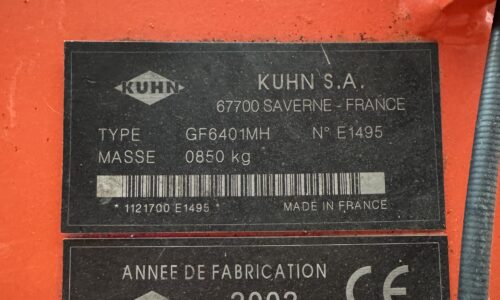 KUHN
KUHN S.A.
67700 SAVERNE - FRANCE
TYPE GF6401MH N° E1495
MASSE 0850 kg
* 1121700 E1495 *
MADE IN FRANCE
ANNEE DE FABRICATION
CE